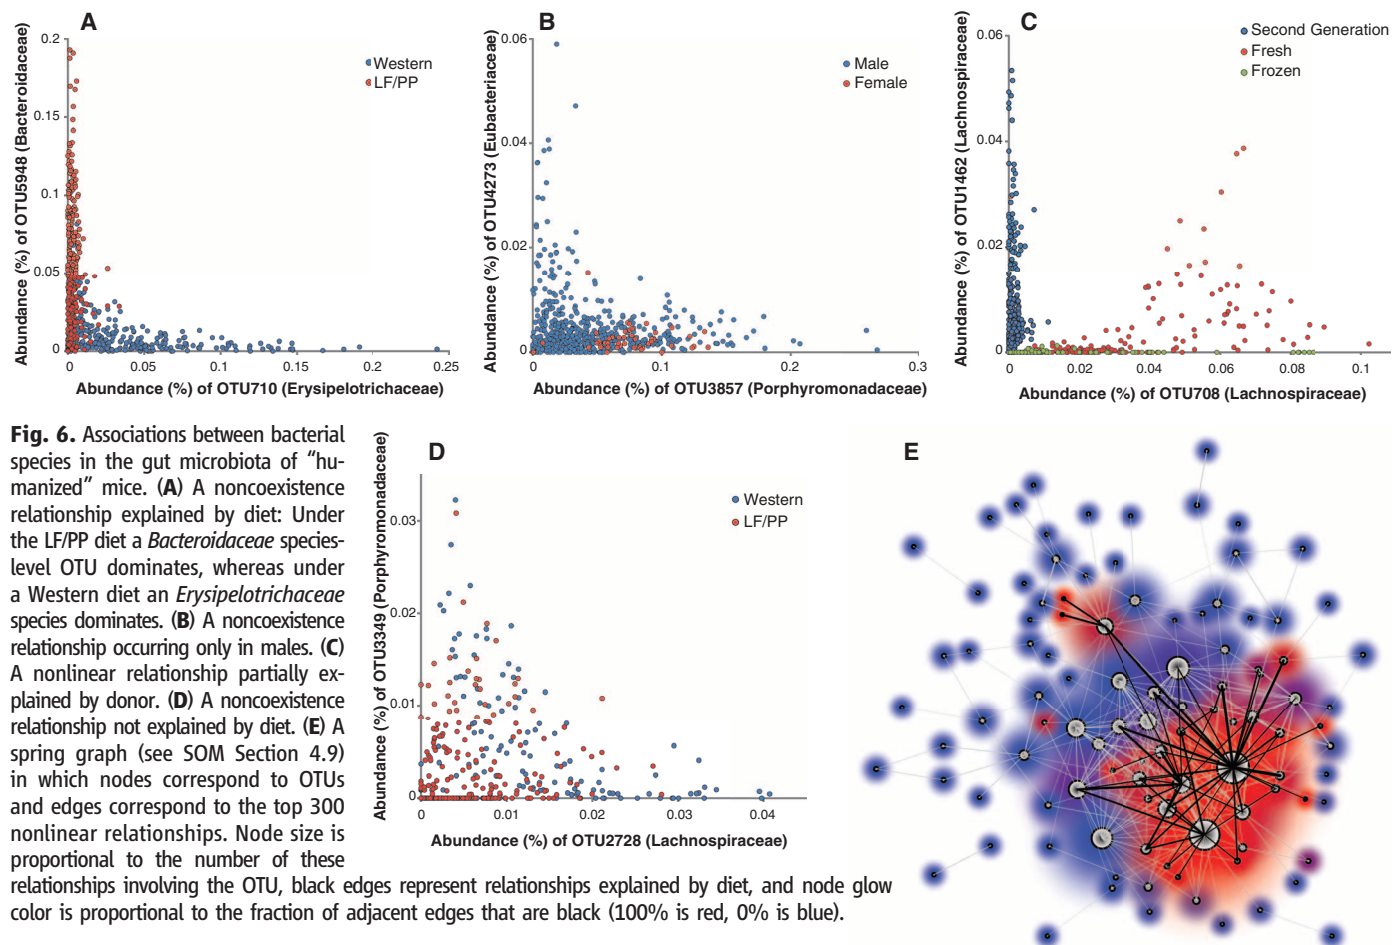 A
Abundance (%) of OTU5948 (Bacteroidaceae)
0.2
0.15
0.1
0.05
0
0
0.05
0.1
0.15
0.2
0.25
Western
LF/PP
Abundance (%) of OTU710 (Erysipelotrichaceae)
B
Abundance (%) of OTU4273 (Eubacteriaceae)
0.06
0.04
0.02
0
0
0.1
0.2
0.3
Male
Female
Abundance (%) of OTU3857 (Porphyromonadaceae)
C
Abundance (%) of OTU1462 (Lachnospiraceae)
0.06
0.04
0.02
0
0
0.02
0.04
0.06
0.08
0.1
Second Generation
Fresh
Frozen
Abundance (%) of OTU708 (Lachnospiraceae)
Fig. 6. Associations between bacterial
species in the gut microbiota of “hu-
manized” mice. (A) A noncoexistence
relationship explained by diet: Under
the LF/PP diet a Bacteroidaceae species-
level OTU dominates, whereas under
a Western diet an Erysipelotrichaceae
species dominates. (B) A noncoexistence
relationship occurring only in males. (C)
A nonlinear relationship partially ex-
plained by donor. (D) A noncoexistence
relationship not explained by diet. (E) A
spring graph (see SOM Section 4.9)
in which nodes correspond to OTUs
and edges correspond to the top 300
nonlinear relationships. Node size is
proportional to the number of these
relationships involving the OTU, black edges represent relationships explained by diet, and node glow
color is proportional to the fraction of adjacent edges that are black (100% is red, 0% is blue).
D
Abundance (%) of OTU3349 (Porphyromonadaceae)
0.03
0.02
0.01
0
0
0.01
0.02
0.03
0.04
Western
LF/PP
Abundance (%) of OTU2728 (Lachnospiraceae)
E